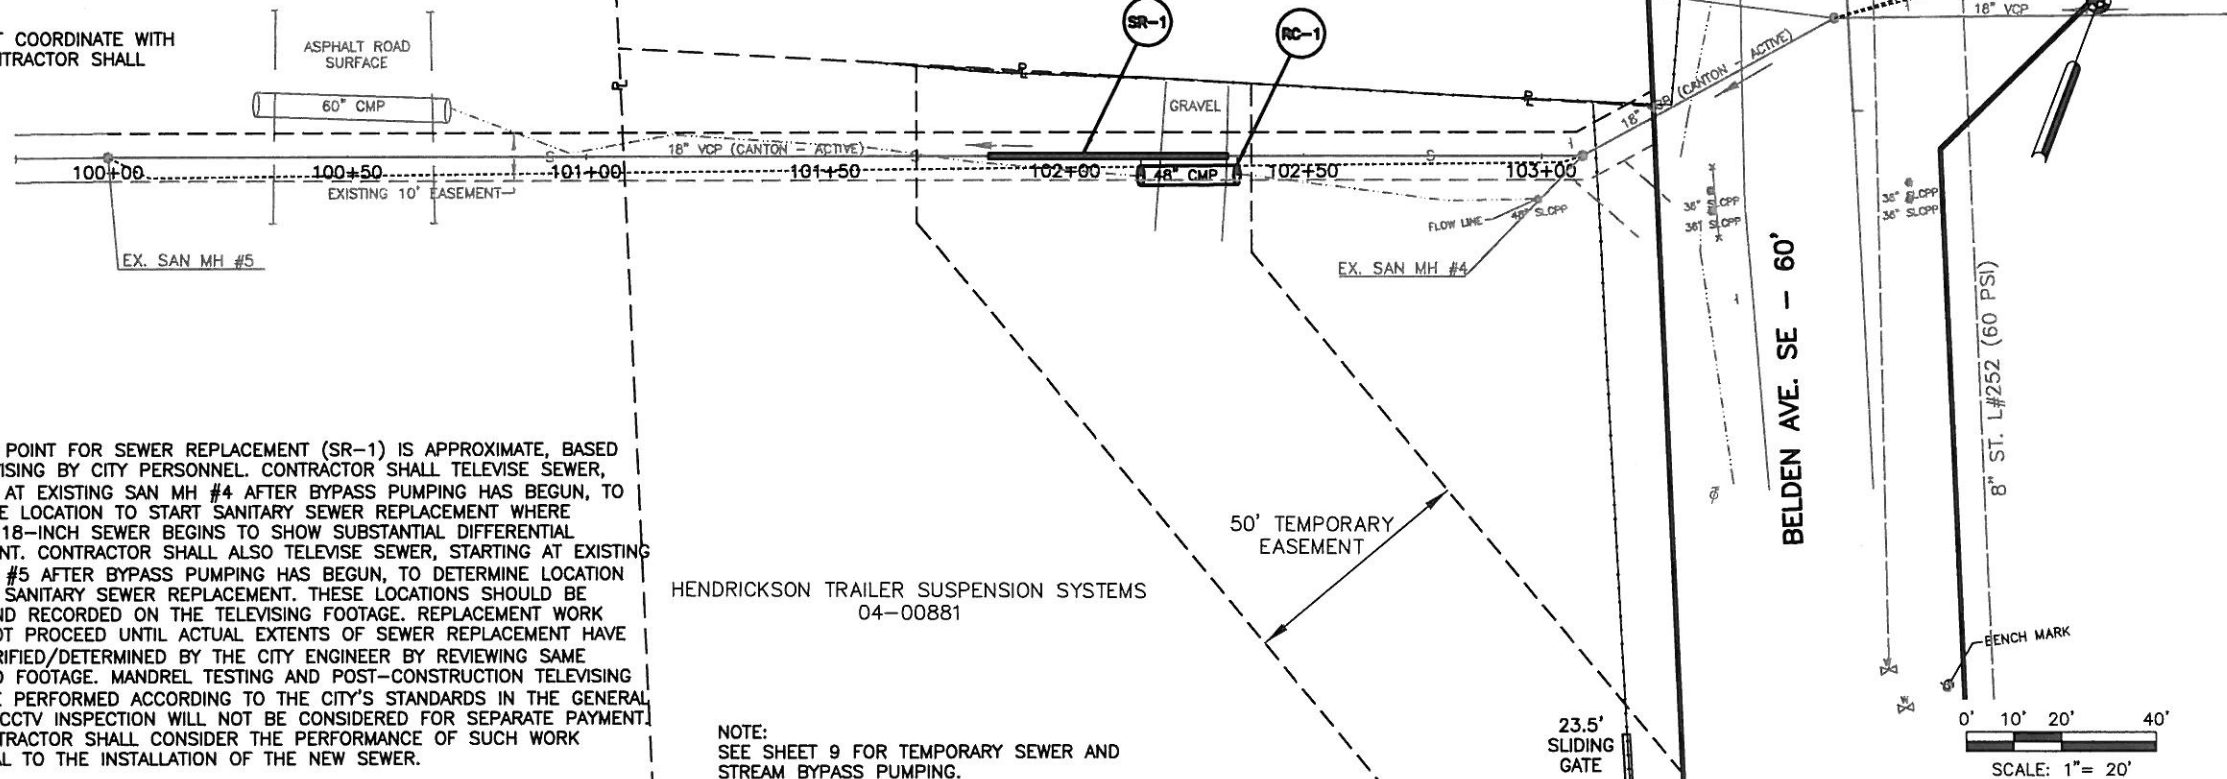 T COORDINATE WITH
TRACTOR SHALL
ASPHALT ROAD
SURFACE
60" CMP
SR-1
RC-1
GRAVEL
PL
PL
PL
18" VCP (CANTON - ACTIVE)
100+00
100+50
101+00
101+50
102+00
48" CMP
102+50
103+00
S
S
EXISTING 10' EASEMENT
EX. SAN MH #5
FLOW LINE
48" SLCPP
EX. SAN MH #4
18" (CANTON - ACTIVE)
18" VCP
36" SLCPP
36" SLCPP
36" SLCPP
36" SLCPP
BELDEN AVE. SE - 60'
8" ST. L#252 (60 PSI)
POINT FOR SEWER REPLACEMENT (SR-1) IS APPROXIMATE, BASED
ISING BY CITY PERSONNEL. CONTRACTOR SHALL TELEVISE SEWER,
AT EXISTING SAN MH #4 AFTER BYPASS PUMPING HAS BEGUN, TO
E LOCATION TO START SANITARY SEWER REPLACEMENT WHERE
18-INCH SEWER BEGINS TO SHOW SUBSTANTIAL DIFFERENTIAL
NT. CONTRACTOR SHALL ALSO TELEVISE SEWER, STARTING AT EXISTING
#5 AFTER BYPASS PUMPING HAS BEGUN, TO DETERMINE LOCATION
SANITARY SEWER REPLACEMENT. THESE LOCATIONS SHOULD BE
ND RECORDED ON THE TELEVISING FOOTAGE. REPLACEMENT WORK
OT PROCEED UNTIL ACTUAL EXTENTS OF SEWER REPLACEMENT HAVE
RIFIED/DETERMINED BY THE CITY ENGINEER BY REVIEWING SAME
O FOOTAGE. MANDREL TESTING AND POST-CONSTRUCTION TELEVISING
E PERFORMED ACCORDING TO THE CITY'S STANDARDS IN THE GENERAL
CCTV INSPECTION WILL NOT BE CONSIDERED FOR SEPARATE PAYMENT.
TRACTOR SHALL CONSIDER THE PERFORMANCE OF SUCH WORK
AL TO THE INSTALLATION OF THE NEW SEWER.
50' TEMPORARY
EASEMENT
HENDRICKSON TRAILER SUSPENSION SYSTEMS
04-00881
NOTE:
SEE SHEET 9 FOR TEMPORARY SEWER AND
STREAM BYPASS PUMPING.
23.5'
SLIDING
GATE
BENCH MARK
0' 10' 20' 40'
SCALE: 1"= 20'